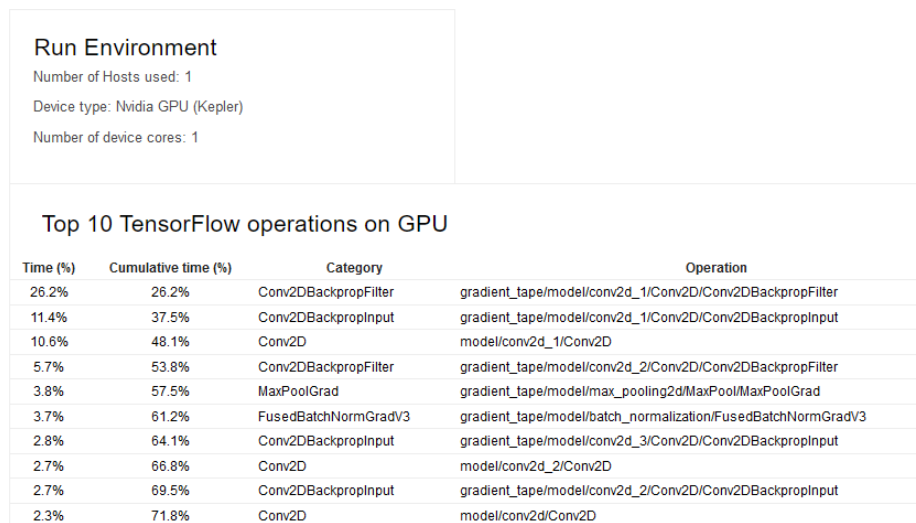 Run Environment
Number of Hosts used: 1
Device type: Nvidia GPU (Kepler)
Number of device cores: 1
Top 10 TensorFlow operations on GPU
Time (%) Cumulative time (%) Category Operation
26.2% 26.2% Conv2DBackpropFilter gradient_tape/model/conv2d_1/Conv2D/Conv2DBackpropFilter
11.4% 37.5% Conv2DBackpropInput gradient_tape/model/conv2d_1/Conv2D/Conv2DBackpropInput
10.6% 48.1% Conv2D model/conv2d_1/Conv2D
5.7% 53.8% Conv2DBackpropFilter gradient_tape/model/conv2d_2/Conv2D/Conv2DBackpropFilter
3.8% 57.5% MaxPoolGrad gradient_tape/model/max_pooling2d/MaxPool/MaxPoolGrad
3.7% 61.2% FusedBatchNormGradV3 gradient_tape/model/batch_normalization/FusedBatchNormGradV3
2.8% 64.1% Conv2DBackpropInput gradient_tape/model/conv2d_3/Conv2D/Conv2DBackpropInput
2.7% 66.8% Conv2D model/conv2d_2/Conv2D
2.7% 69.5% Conv2DBackpropInput gradient_tape/model/conv2d_2/Conv2D/Conv2DBackpropInput
2.3% 71.8% Conv2D model/conv2d/Conv2D